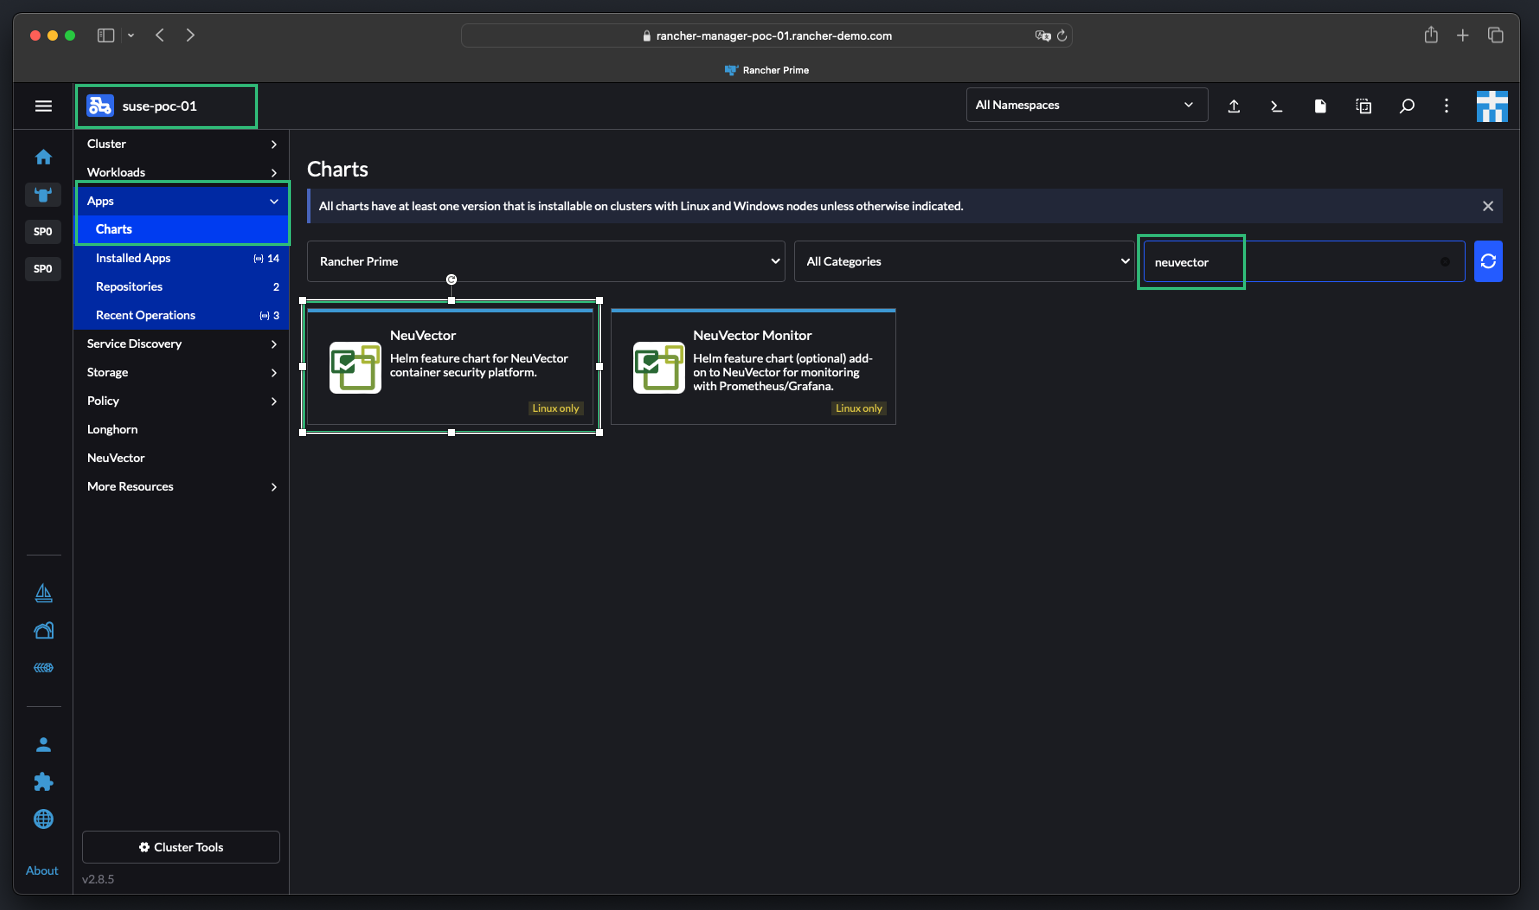 rancher-manager-poc-01.rancher-demo.com
Rancher Prime
suse-poc-01
All Namespaces
SP0
SP0
Cluster
Workloads
Apps
Charts
Installed Apps 14
Repositories 2
Recent Operations 3
Service Discovery
Storage
Policy
Longhorn
NeuVector
More Resources
Cluster Tools
v2.8.5
About
Charts
All charts have at least one version that is installable on clusters with Linux and Windows nodes unless otherwise indicated.
Rancher Prime
All Categories
neuvector
NeuVector
Helm feature chart for NeuVector
container security platform.
Linux only
NeuVector Monitor
Helm feature chart (optional) add-
on to NeuVector for monitoring
with Prometheus/Grafana.
Linux only